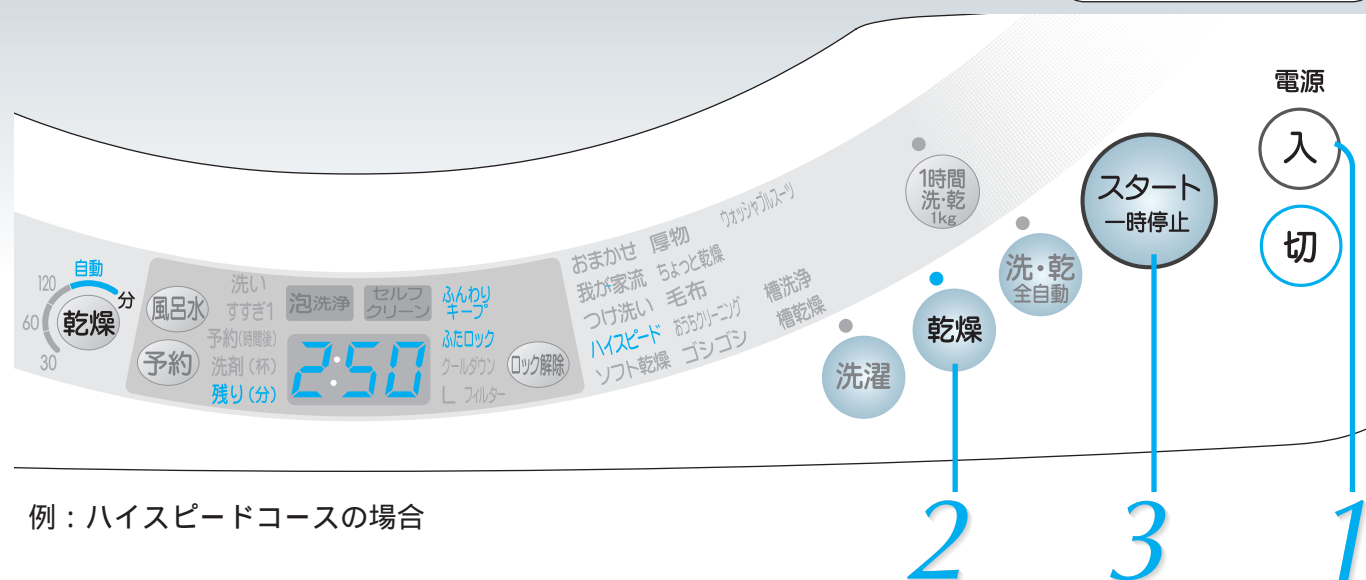 電源
入
切
スタート
一時停止
1時間
洗・乾
1kg
洗・乾
全自動
乾燥
洗濯
自動
120
60
30
分
乾燥
風呂水
予約
洗い
すすぎ1
予約(時間後)
洗剤(杯)
残り(分)
泡洗浄
セルフ
クリーン
2:50
ふんわり
キープ
ふたロック
クールダウン
フィルター
ロック解除
おまかせ 厚物 ウォッシャブルスーツ
我が家流 ちょっと乾燥
つけ洗い 毛布 槽洗浄
ハイスピード おうちクリーニング 槽乾燥
ソフト乾燥 ゴシゴシ
例:ハイスピードコースの場合
2
3
1